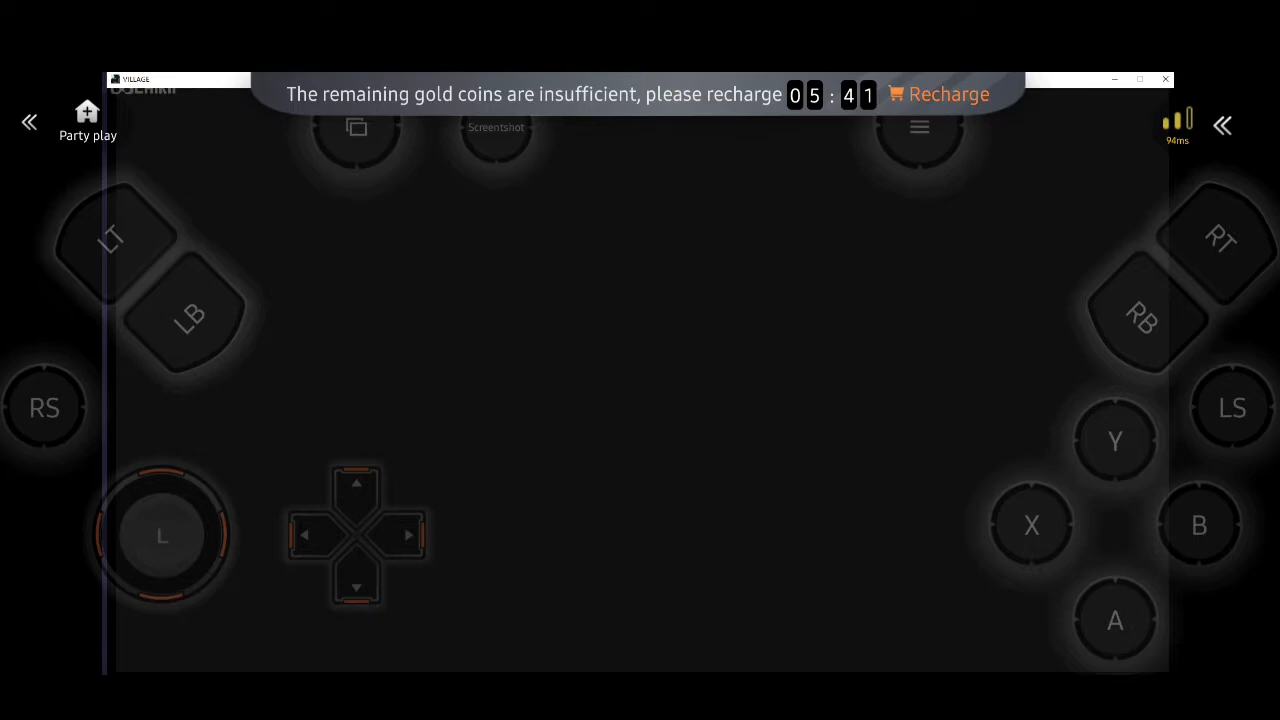 VILLAGE
The remaining gold coins are insufficient, please recharge 05:41 Recharge
Party play
Screentshot
94ms
LT
RT
LB
RB
RS
LS
Y
L
X
B
A